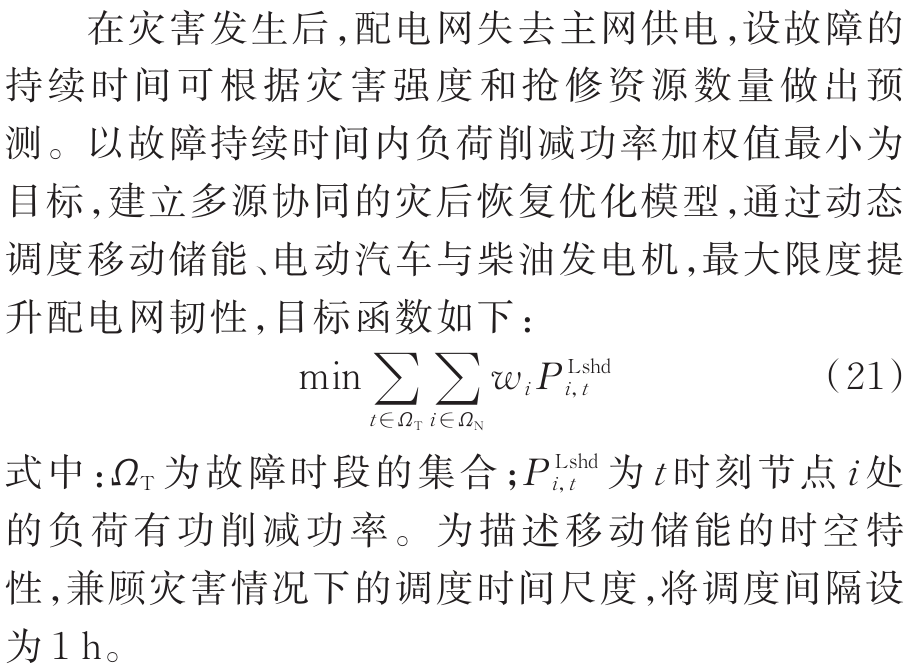 在灾害发生后,配电网失去主网供电,设故障的
持续时间可根据灾害强度和抢修资源数量做出预
测。以故障持续时间内负荷削减功率加权值最小为
目标,建立多源协同的灾后恢复优化模型,通过动态
调度移动储能、电动汽车与柴油发电机,最大限度提
升配电网韧性,目标函数如下:
$\min \sum_{t \in \Omega_{\mathrm{T}}} \sum_{i \in \Omega_{\mathrm{N}}} w_i P_{i,t}^{\mathrm{Lshd}}$ (21)
式中:$\Omega_{\mathrm{T}}$ 为故障时段的集合;$P_{i,t}^{\mathrm{Lshd}}$ 为 t 时刻节点 i 处
的负荷有功削减功率。为描述移动储能的时空特
性,兼顾灾害情况下的调度时间尺度,将调度间隔设
为 1 h。